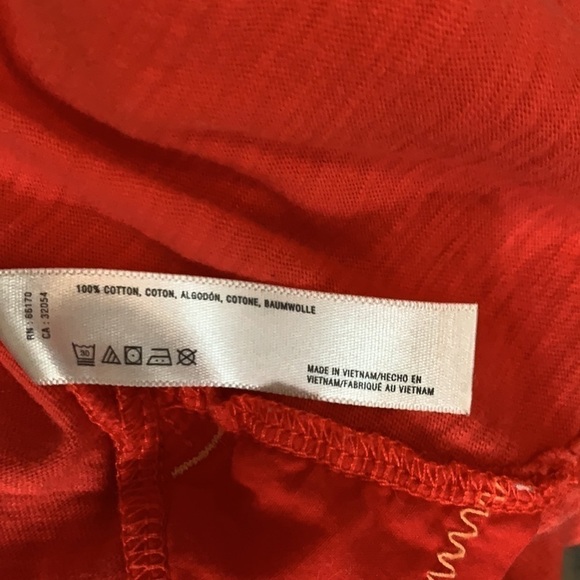 RN : 66170
CA : 32054
100% COTTON, COTON, ALGODÓN, COTONE, BAUMWOLLE
30
MADE IN VIETNAM/HECHO EN
VIETNAM/FABRIQUÉ AU VIETNAM